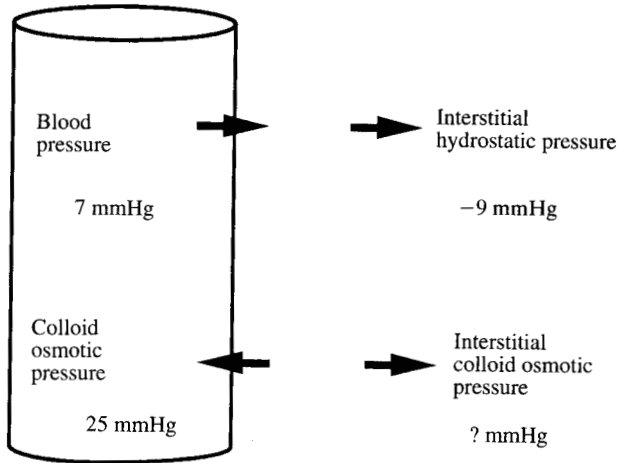 Blood
pressure
7 mmHg
Interstitial
hydrostatic pressure
−9 mmHg
Colloid
osmotic
pressure
25 mmHg
Interstitial
colloid osmotic
pressure
? mmHg